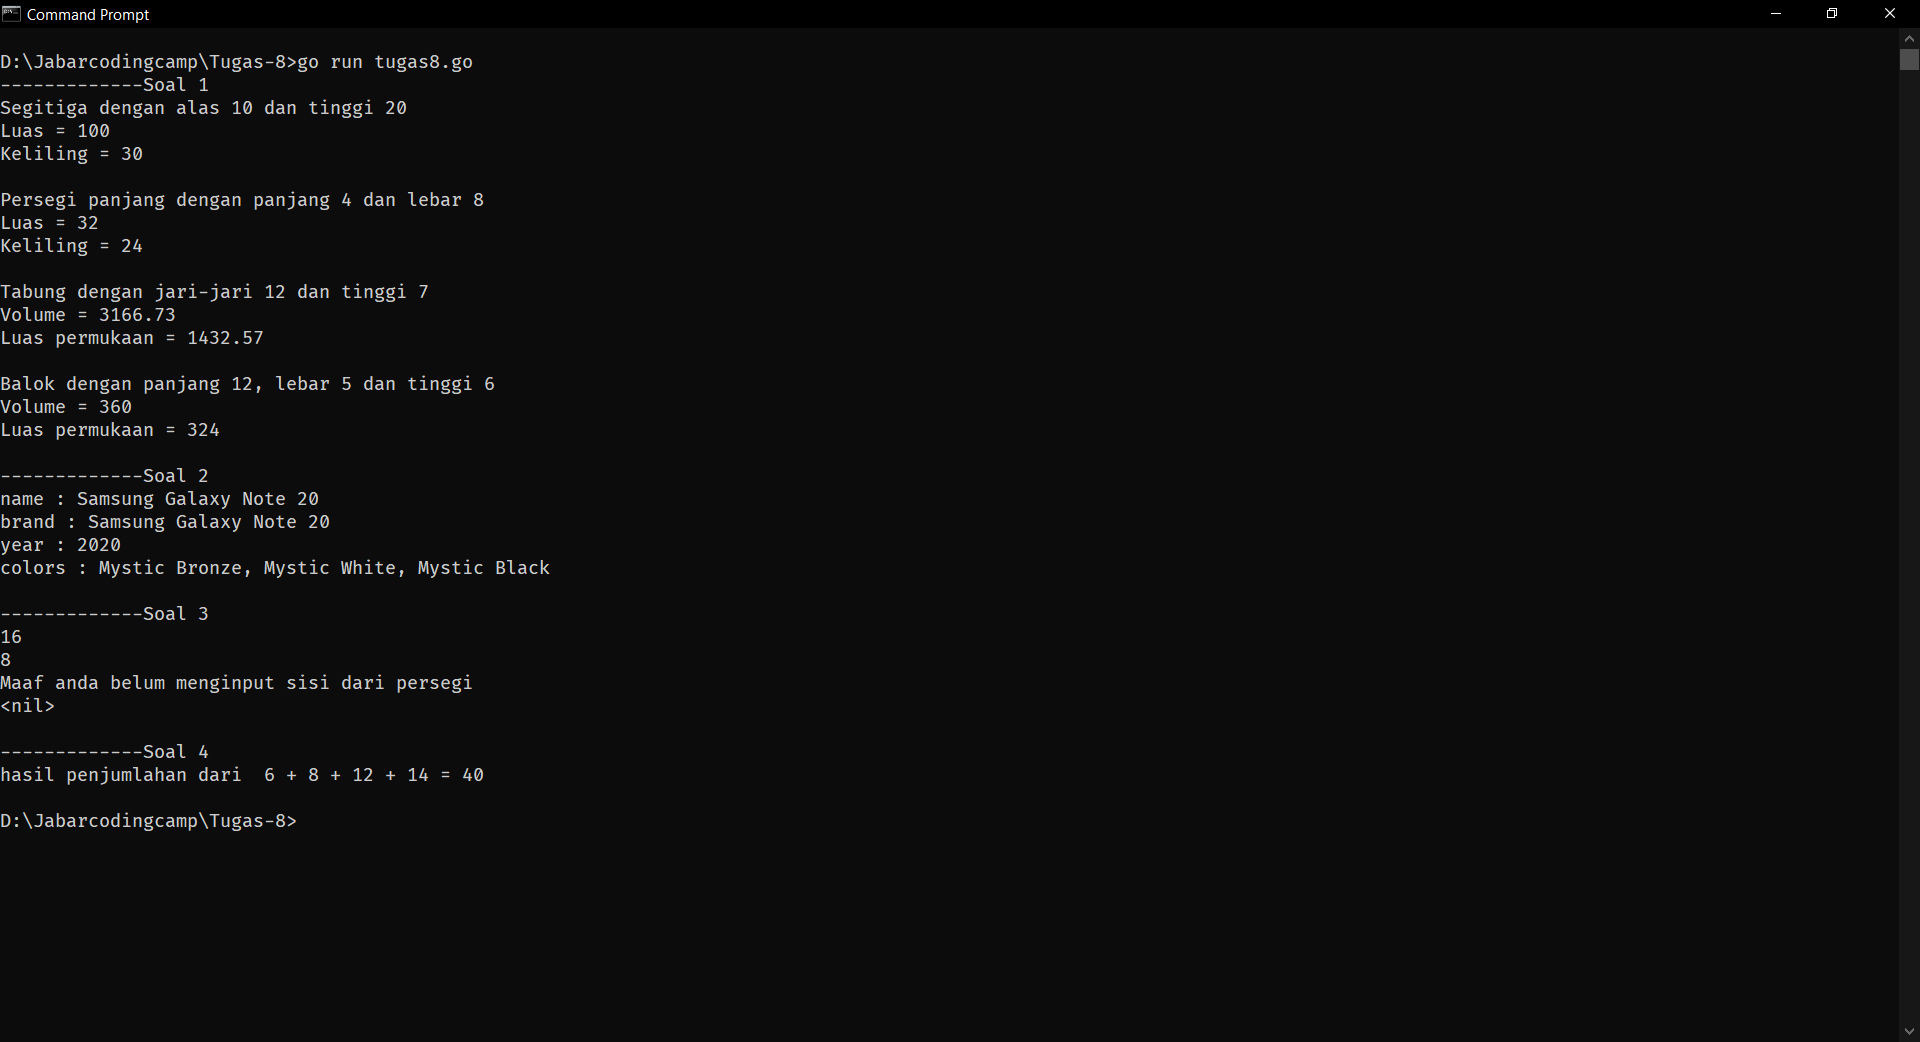 Command Prompt
D:\Jabarcodingcamp\Tugas-8>go run tugas8.go
-------------Soal 1
Segitiga dengan alas 10 dan tinggi 20
Luas = 100
Keliling = 30
Persegi panjang dengan panjang 4 dan lebar 8
Luas = 32
Keliling = 24
Tabung dengan jari-jari 12 dan tinggi 7
Volume = 3166.73
Luas permukaan = 1432.57
Balok dengan panjang 12, lebar 5 dan tinggi 6
Volume = 360
Luas permukaan = 324
-------------Soal 2
name : Samsung Galaxy Note 20
brand : Samsung Galaxy Note 20
year : 2020
colors : Mystic Bronze, Mystic White, Mystic Black
-------------Soal 3
16
8
Maaf anda belum menginput sisi dari persegi
<nil>
-------------Soal 4
hasil penjumlahan dari  6 + 8 + 12 + 14 = 40
D:\Jabarcodingcamp\Tugas-8>